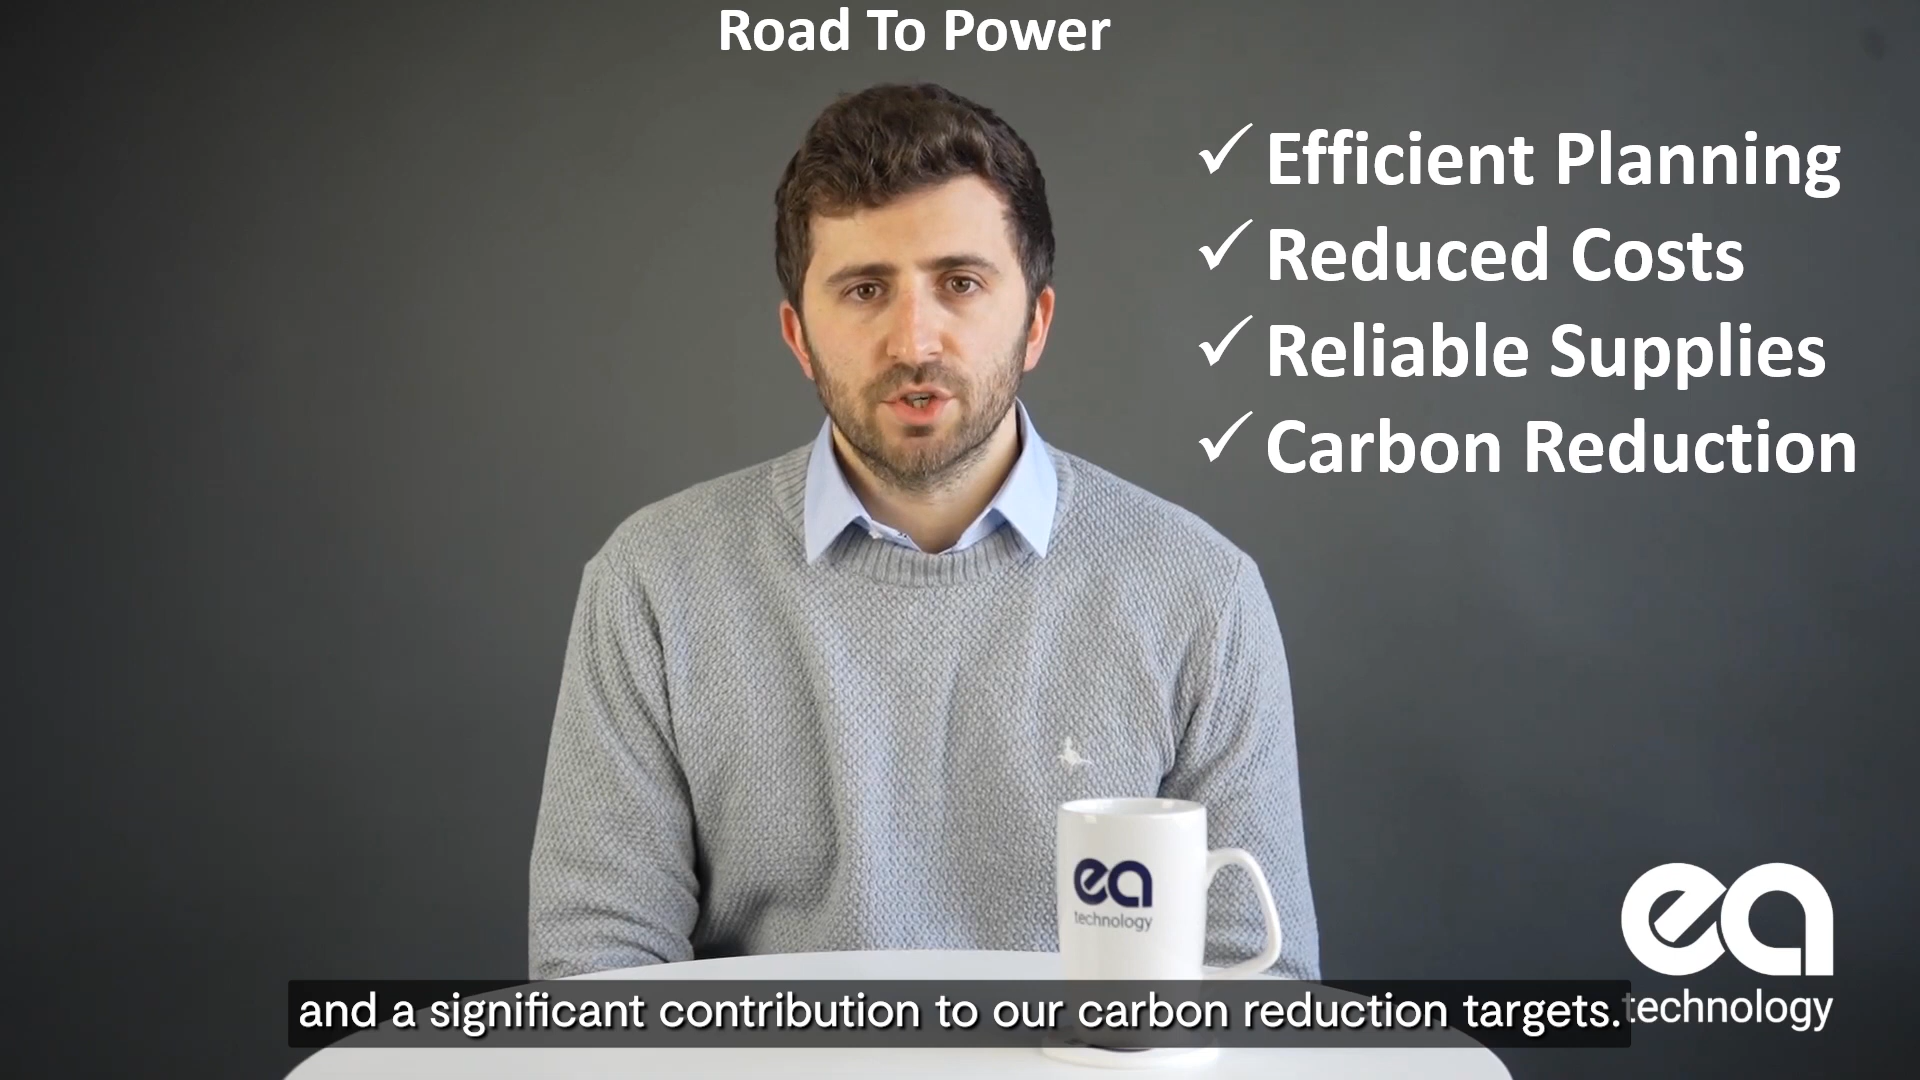 Road To Power
✓ Efficient Planning
✓ Reduced Costs
✓ Reliable Supplies
✓ Carbon Reduction
ea
technology
ea
technology
and a significant contribution to our carbon reduction targets.